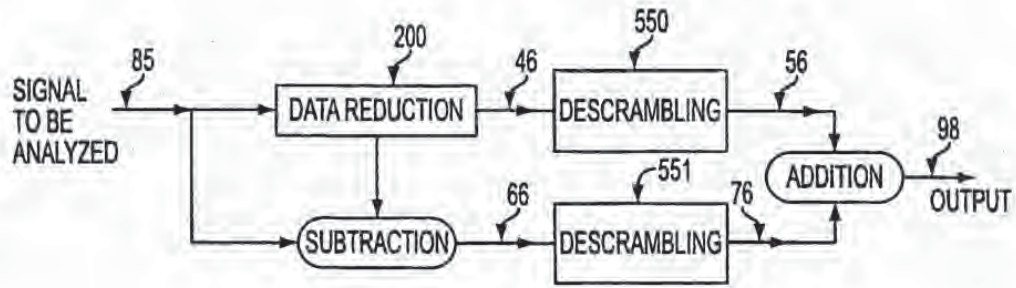 200
550
85
46
56
SIGNAL
TO BE
ANALYZED
DATA REDUCTION
DESCRAMBLING
98
ADDITION
OUTPUT
551
66
76
SUBTRACTION
DESCRAMBLING